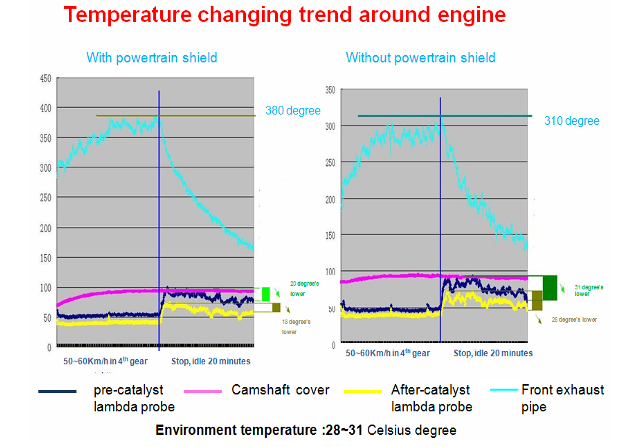 Temperature changing trend around engine
With powertrain shield
Without powertrain shield
450
400
350
300
250
200
150
100
50
0
380 degree
20 degree's
lower
18 degree's
lower
50~60Km/h in 4th gear
Stop, idle 20 minutes
350
300
250
200
150
100
50
0
310 degree
31 degree's
lower
25 degree's lower
50~60Km/h in 4th gear
Stop, idle 20 minutes
pre-catalyst
lambda probe
Camshaft cover
After-catalyst
lambda probe
Front exhaust
pipe
Environment temperature :28~31 Celsius degree